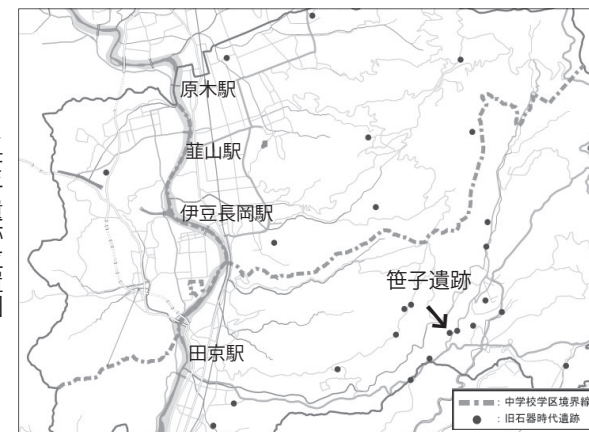 原木駅
韮山駅
伊豆長岡駅
笹子遺跡
田京駅
：中学校学区境界線
：旧石器時代遺跡